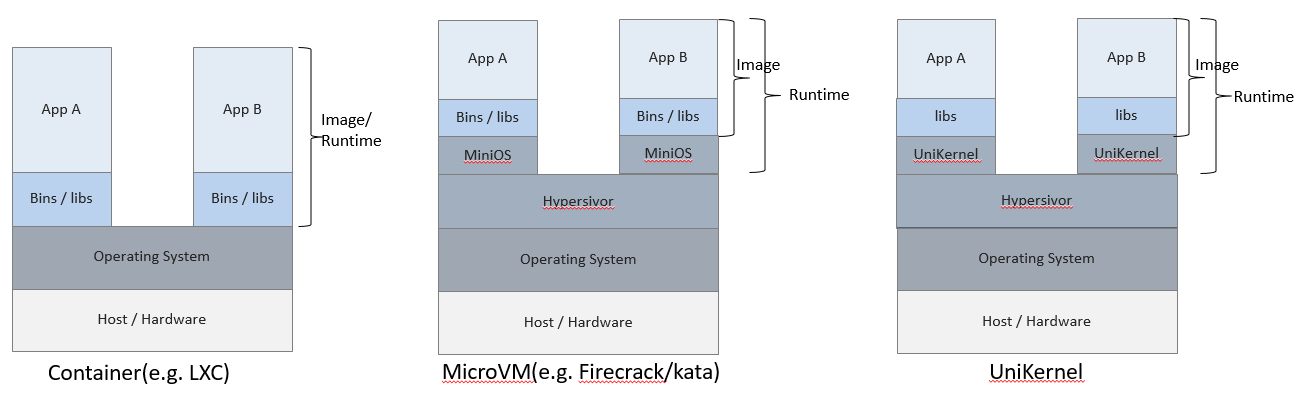 App A
App B
Bins / libs
Bins / libs
Image/
Runtime
Operating System
Host / Hardware
Container(e.g. LXC)
App A
App B
Image
Runtime
Bins / libs
Bins / libs
MiniOS
MiniOS
Hypersivor
Operating System
Host / Hardware
MicroVM(e.g. Firecrack/kata)
App A
App B
Image
Runtime
libs
libs
UniKernel
UniKernel
Hypersivor
Operating System
Host / Hardware
UniKernel